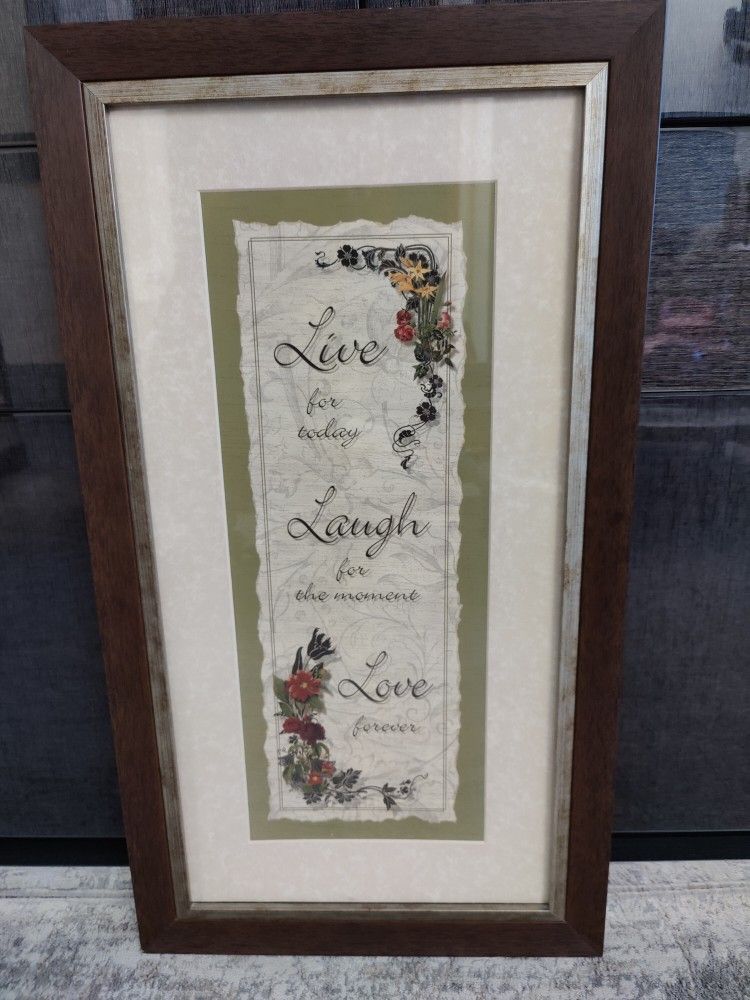 Live
for
today
Laugh
for
the moment
Love
forever